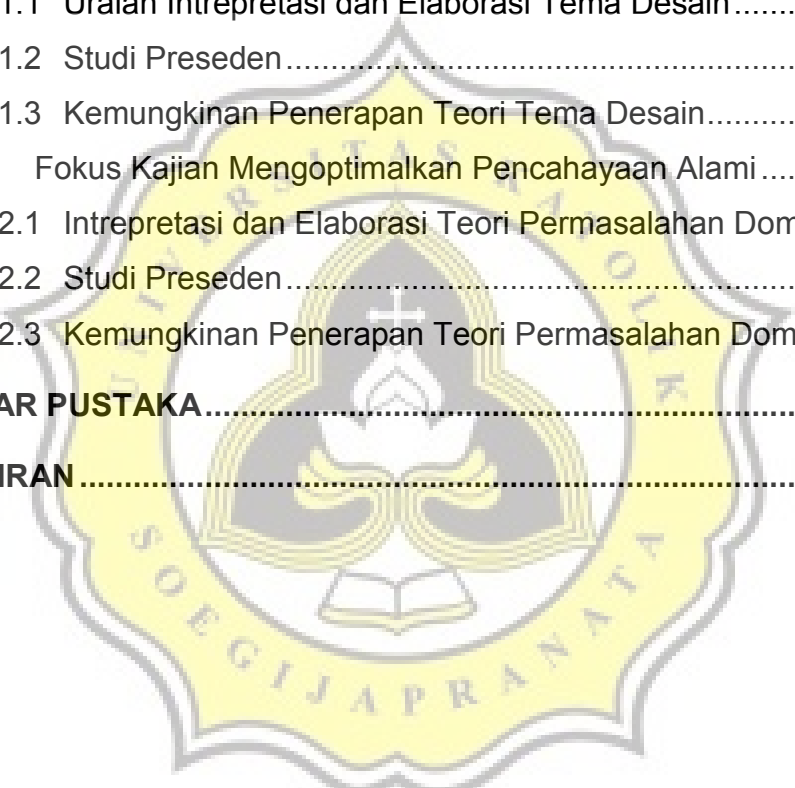 1.1 Uraian Intrepretasi dan Elaborasi Tema Desain........
1.2 Studi Preseden........
1.3 Kemungkinan Penerapan Teori Tema Desain........
Fokus Kajian Mengoptimalkan Pencahayaan Alami....
2.1 Intrepretasi dan Elaborasi Teori Permasalahan Dom
2.2 Studi Preseden........
2.3 Kemungkinan Penerapan Teori Permasalahan Dom
AR PUSTAKA........
IRAN........
UNIVERSITAS KATOLIK
SOEGIJAPRANATA